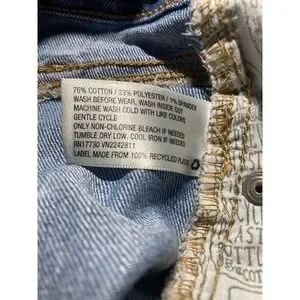 76% COTTON / 23% POLYESTER / 1% SPANDEX
WASH BEFORE WEAR, WASH INSIDE OUT
MACHINE WASH COLD WITH LIKE COLORS
GENTLE CYCLE
ONLY NON-CHLORINE BLEACH IF NEEDED
TUMBLE DRY LOW. COOL IRON IF NEEDED
RN17730 VN2242811
LABEL MADE FROM 100% RECYCLED PLASTIC